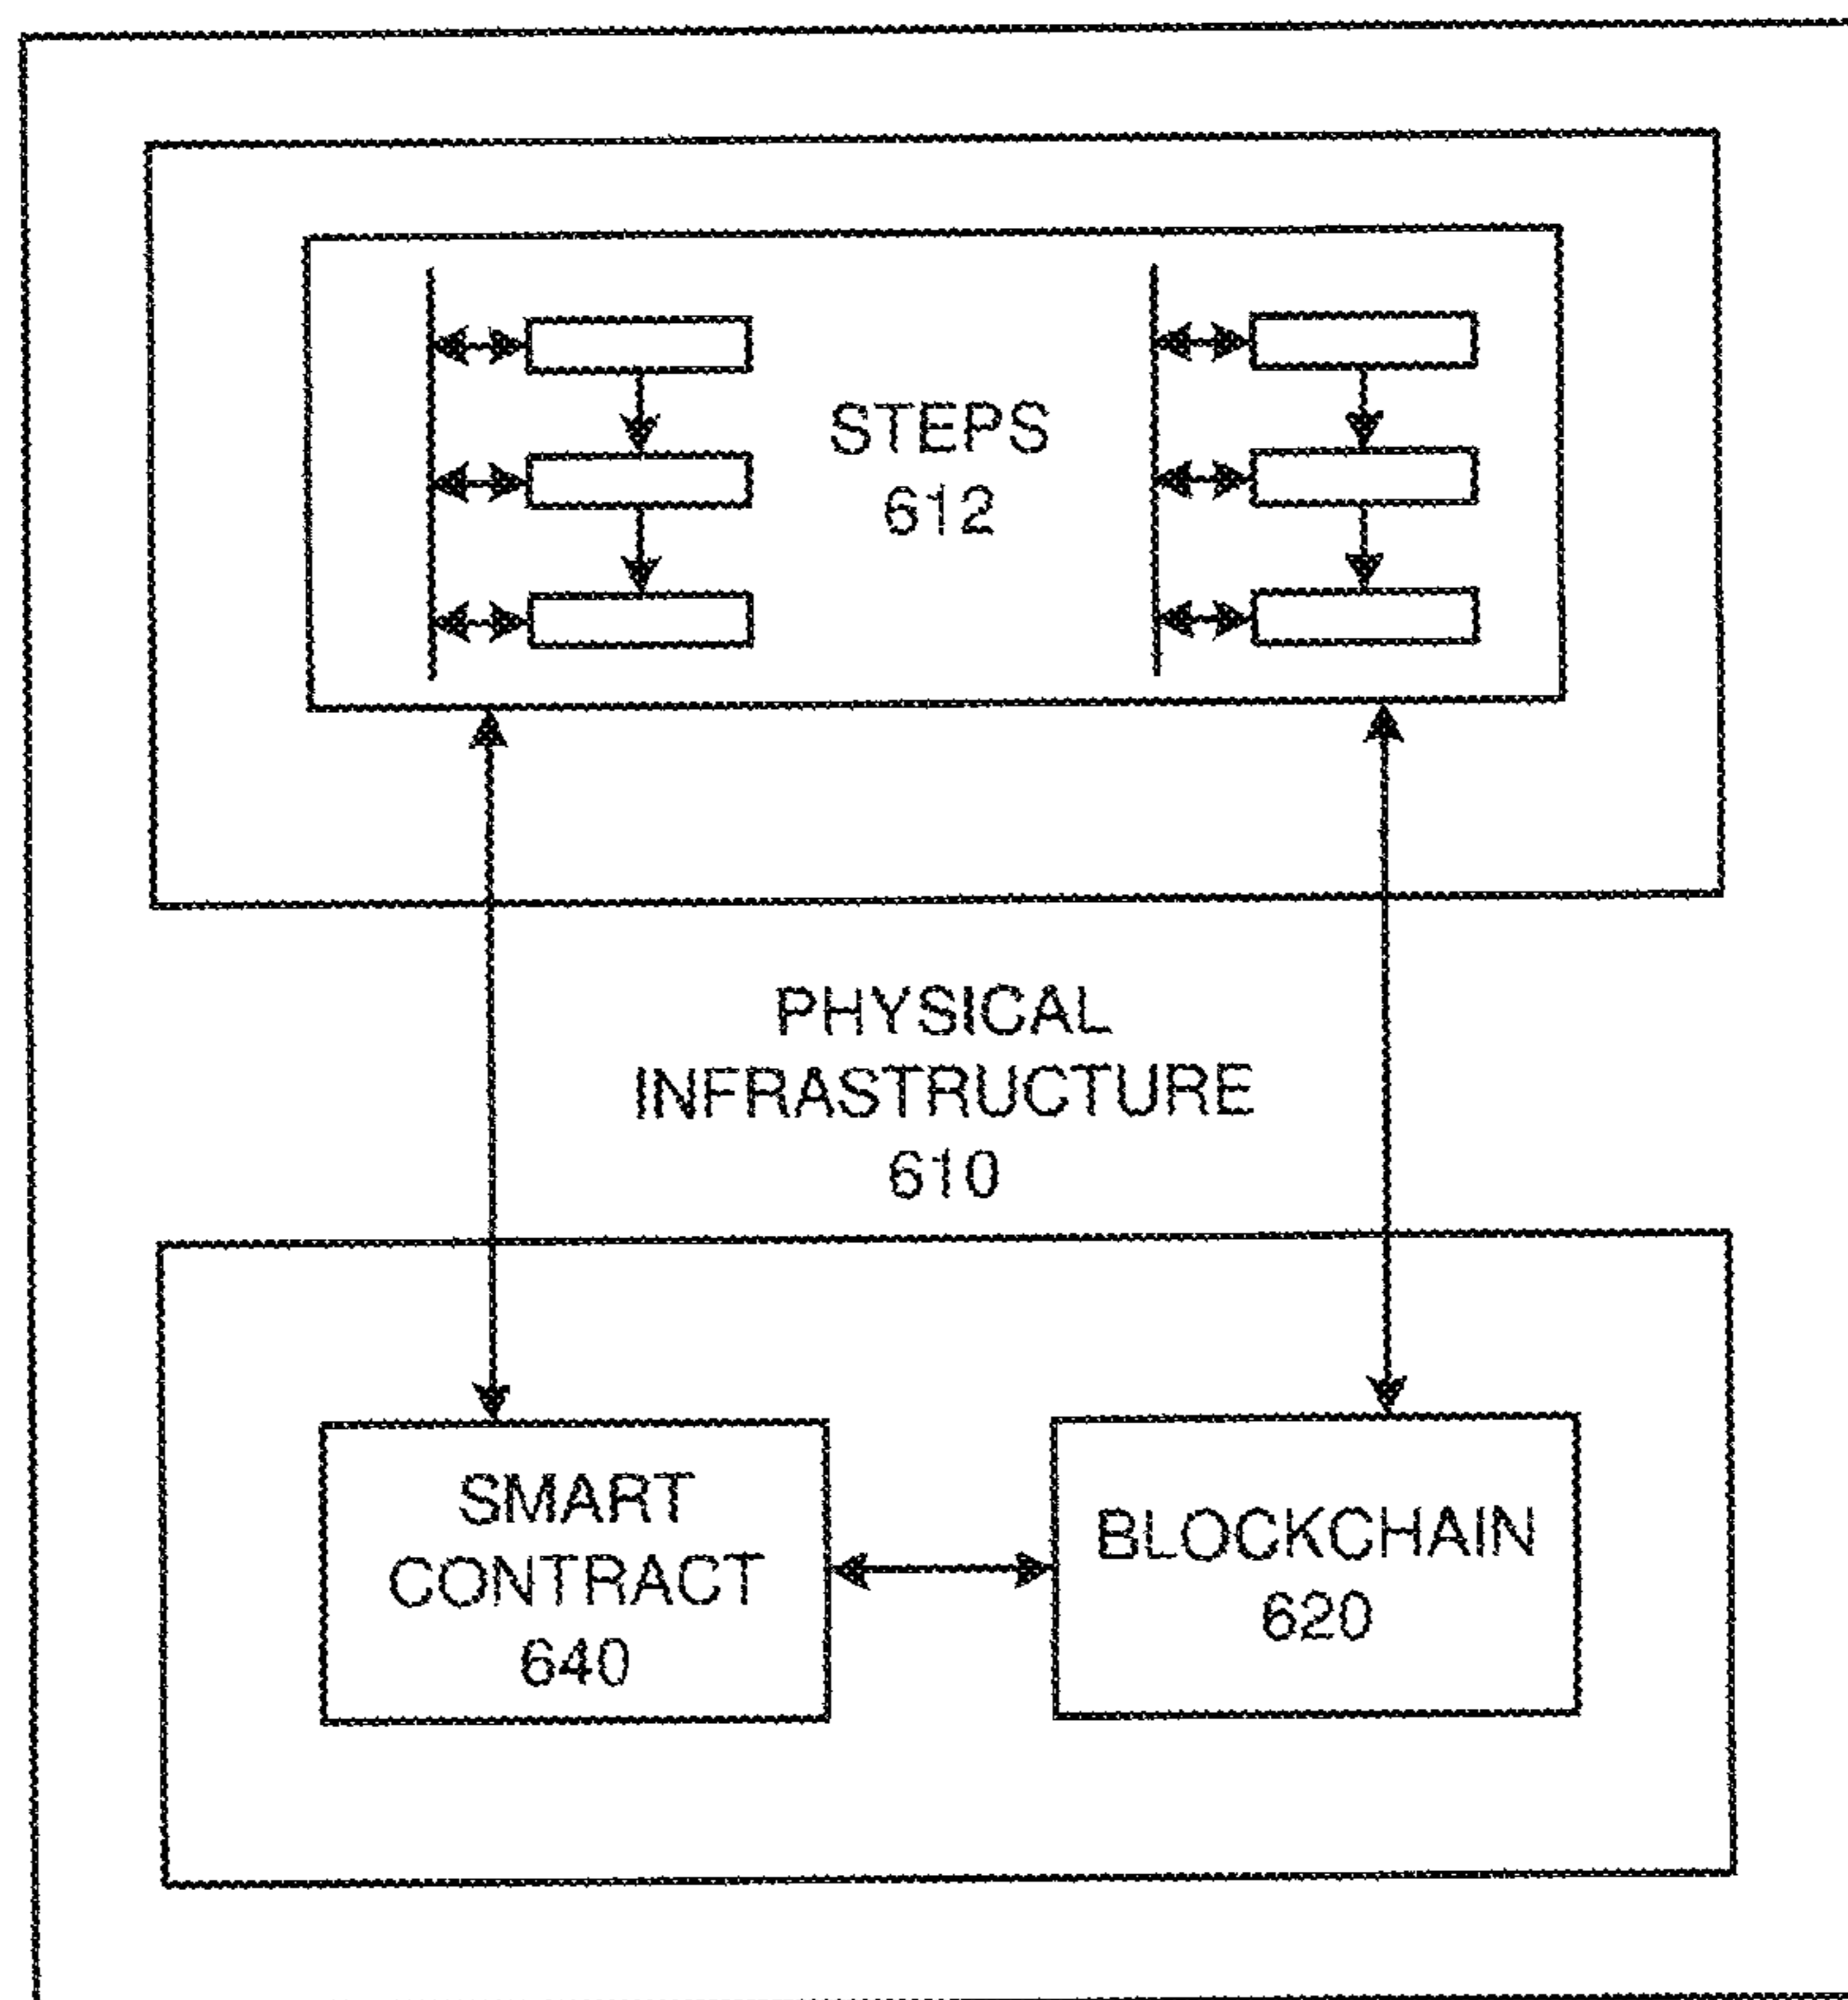 STEPS
612
PHYSICAL
INFRASTRUCTURE
610
SMART
CONTRACT
640
BLOCKCHAIN
620